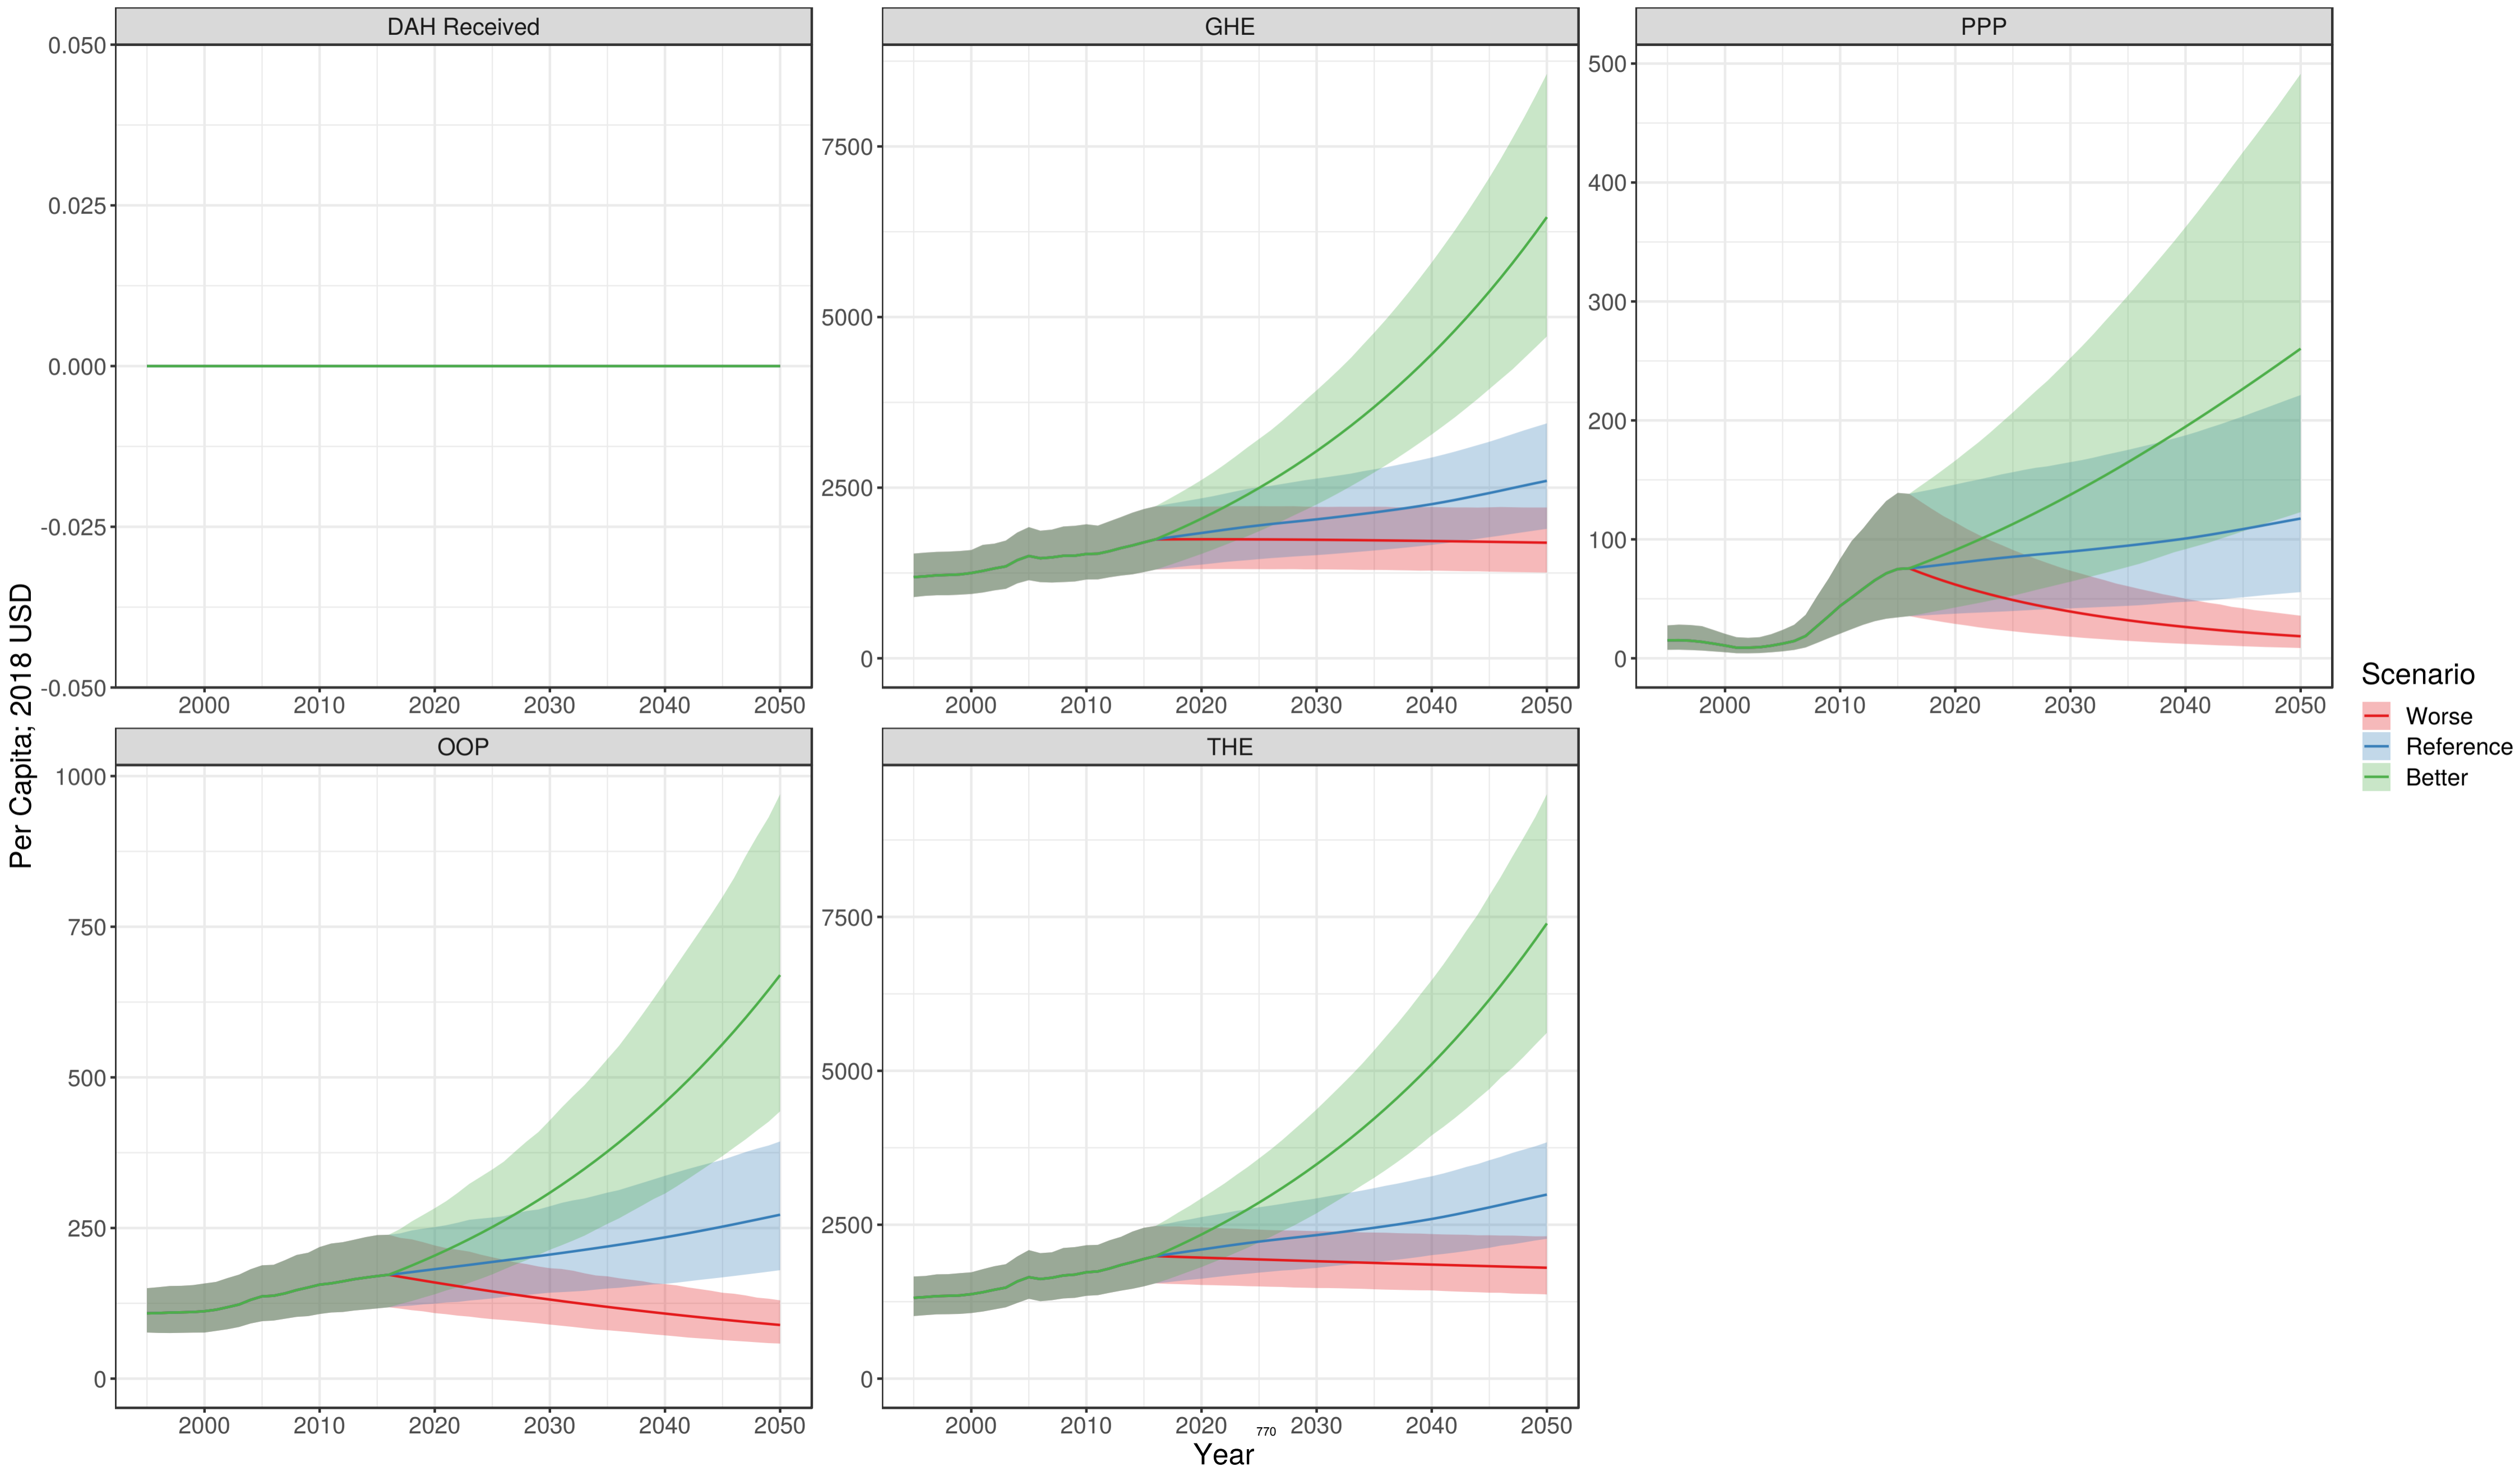 DAH Received
GHE
PPP
0.050
0.025
0.000
-0.025
-0.050
7500
5000
2500
0
500
400
300
200
100
0
2000 2010 2020 2030 2040 2050
2000 2010 2020 2030 2040 2050
2000 2010 2020 2030 2040 2050
Per Capita; 2018 USD
OOP
THE
1000
750
500
250
0
7500
5000
2500
0
2000 2010 2020 2030 2040 2050
2000 2010 2020 2030 2040 2050
770
Year
Scenario
Worse
Reference
Better